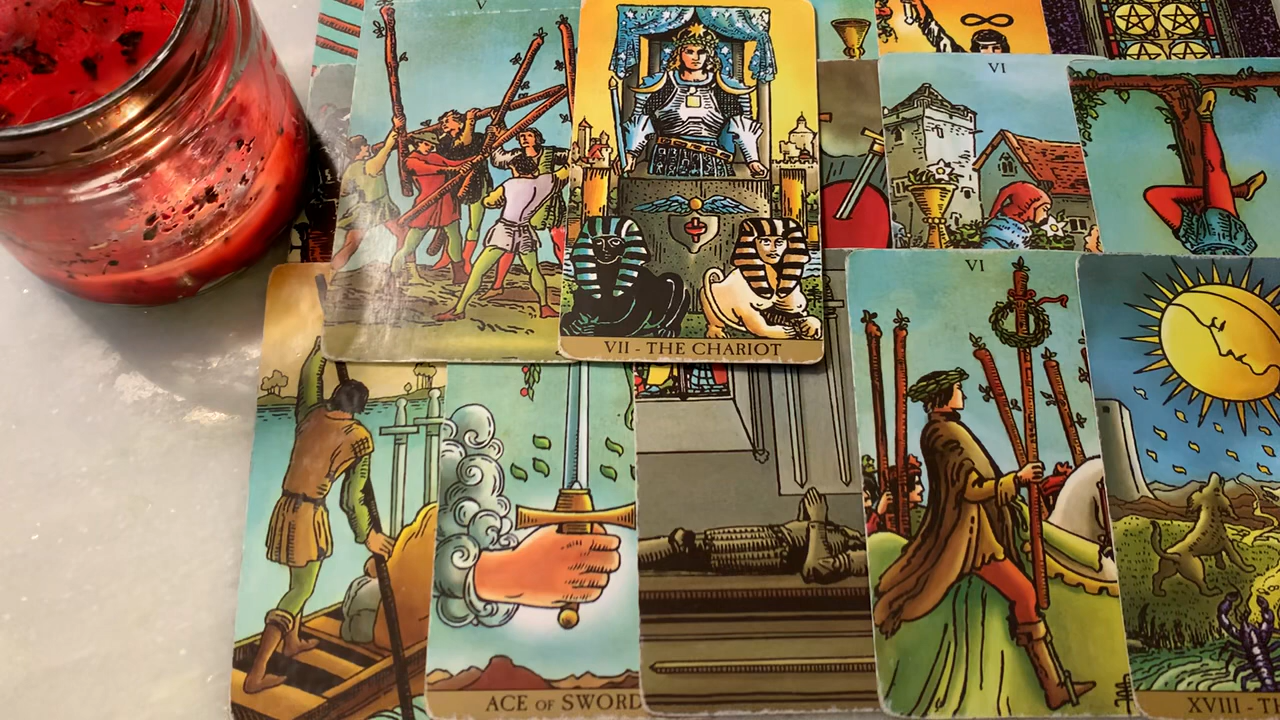 V
VI
VII - THE CHARIOT
VI
ACE OF SWORD
XVIII - T